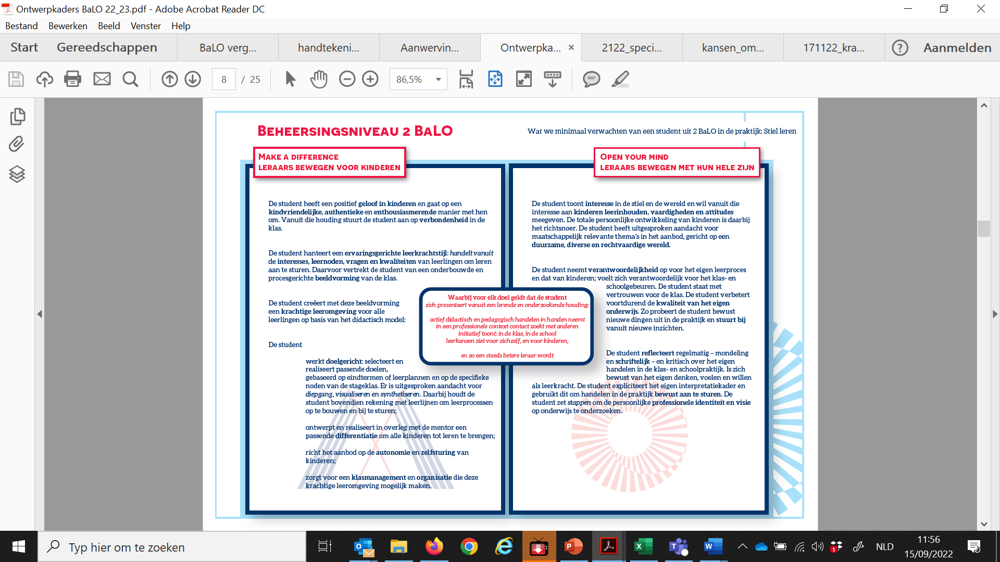 Ontwerpkaders BaLO 22_23.pdf - Adobe Acrobat Reader DC
Bestand Bewerken Beeld Venster Help
Start Gereedschappen BaLO verg... handtekeni... Aanwervin... Ontwerpka... 2122_speci... kansen_om... 171122_kra... Aanmelden
8 / 25 86,5%
BEHEERSINGSNIVEAU 2 BALO
Wat we minimaal verwachten van een student uit 2 BaLO in de praktijk: Stiel leren
MAKE A DIFFERENCE
LERAARS BEWEGEN VOOR KINDEREN
De student heeft een positief geloof in kinderen en gaat op een
kindvriendelijke, authentieke en enthousiasmerende manier met hen
om. Vanuit die houding stuurt de student aan op verbondenheid in de
klas.
De student hanteert een ervaringsgerichte leerkrachtstijl: handelt vanuit
de interesses, leernoden, vragen en kwaliteiten van leerlingen om leren
aan te sturen. Daarvoor vertrekt de student van een onderbouwde en
procesgerichte beeldvorming van de klas.
De student creëert met deze beeldvorming
een krachtige leeromgeving voor alle
leerlingen op basis van het didactisch model:
De student
werkt doelgericht: selecteert en
realiseert passende doelen,
gebaseerd op eindtermen of leerplannen en op de specifieke
noden van de stageklas. Er is uitgesproken aandacht voor
diepgang, visualiseren en synthetiseren. Daarbij houdt de
student bovendien rekening met leerlijnen om leerprocessen
op te bouwen en bij te sturen;
ontwerpt en realiseert in overleg met de mentor een
passende differentiatie om alle kinderen tot leren te brengen;
richt het aanbod op de autonomie en zelfsturing van
kinderen;
zorgt voor een klasmanagement en organisatie die deze
krachtige leeromgeving mogelijk maken.
Waarbij voor elk doel geldt dat de student
zich presenteert vanuit een lerende en onderzoekende houding:
actief didactisch en pedagogisch handelen in handen neemt
in een professionele context contact zoekt met anderen
initiatief toont: in de klas, in de school
leerkansen ziet voor zichzelf, en voor kinderen,
en zo een steeds betere leraar wordt
OPEN YOUR MIND
LERAARS BEWEGEN MET HUN HELE ZIJN
De student toont interesse in de stiel en de wereld en wil vanuit die
interesse aan kinderen leerinhouden, vaardigheden en attitudes
meegeven. De totale persoonlijke ontwikkeling van kinderen is daarbij
het richtsnoer. De student heeft uitgesproken aandacht voor
maatschappelijk relevante thema's in het aanbod, gericht op een
duurzame, diverse en rechtvaardige wereld.
De student neemt verantwoordelijkheid op voor het eigen leerproces
en dat van kinderen; voelt zich verantwoordelijk voor het klas- en
schoolgebeuren. De student staat met
vertrouwen voor de klas. De student verbetert
voortdurend de kwaliteit van het eigen
onderwijs. Zo probeert de student bewust
nieuwe dingen uit in de praktijk en stuurt bij
vanuit nieuwe inzichten.
De student reflecteert regelmatig – mondeling
en schriftelijk – en kritisch over het eigen
handelen in de klas- en schoolpraktijk. Is zich
bewust van het eigen denken, voelen en willen
als leerkracht. De student expliciteert het eigen interpretatiekader en
gebruikt dit om handelen in de praktijk bewust aan te sturen. De
student zet stappen om de persoonlijke professionele identiteit en visie
op onderwijs te onderzoeken.
Typ hier om te zoeken
NLD
11:56
15/09/2022